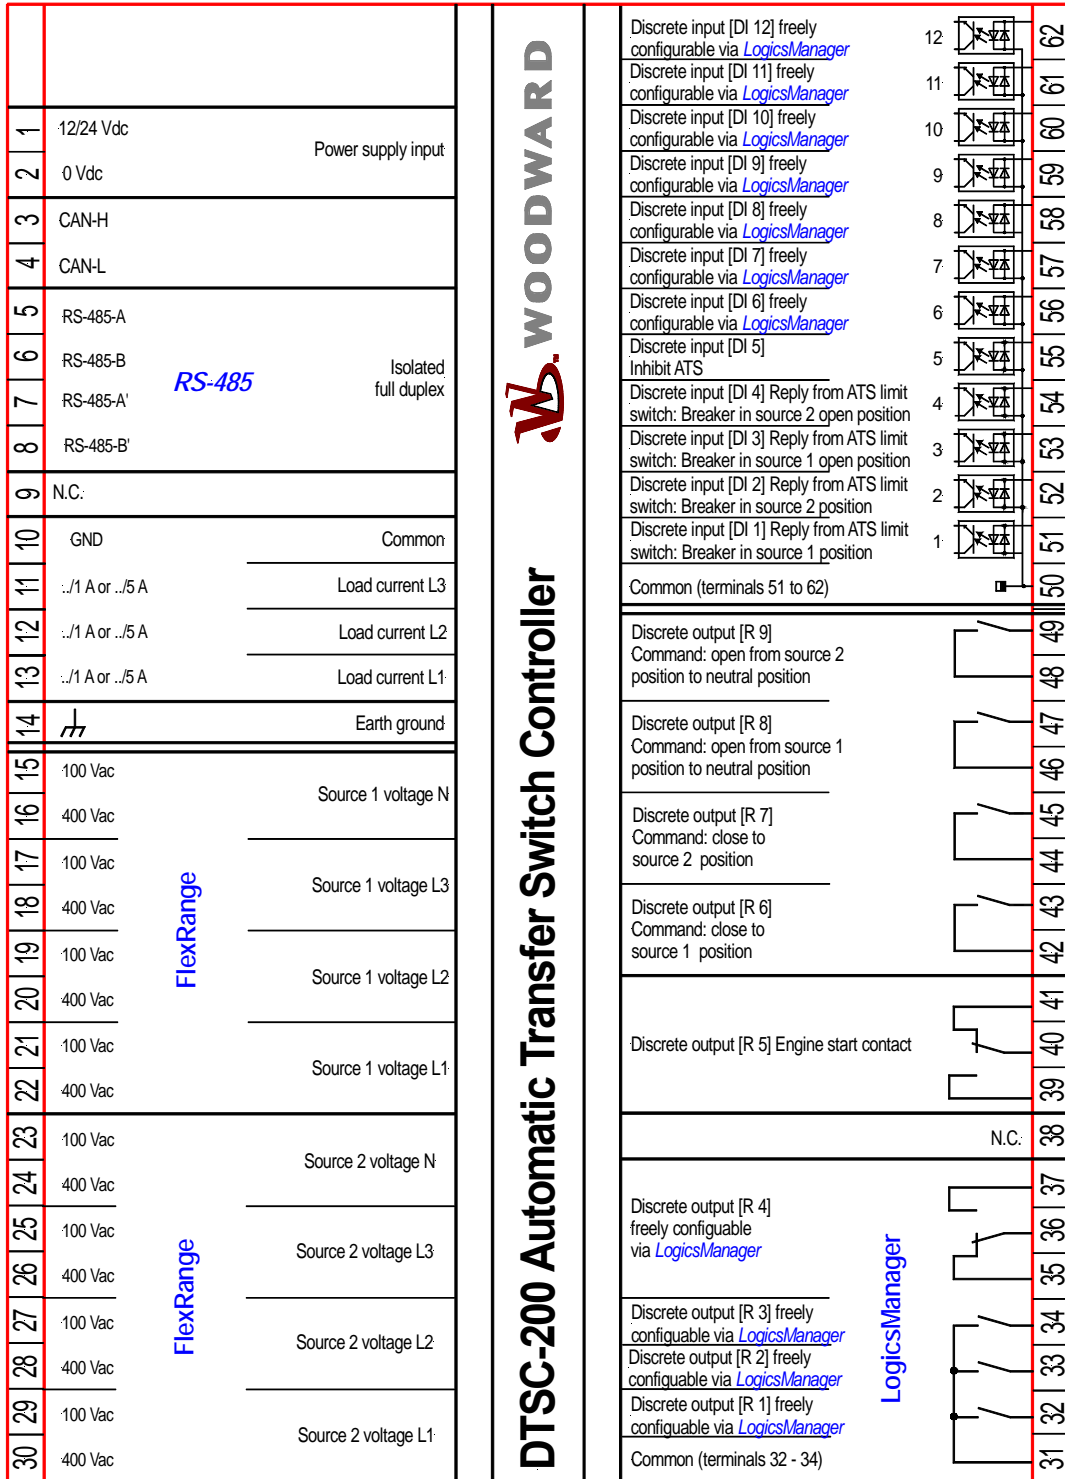 1 12/24 Vdc
Power supply input
2 0 Vdc
3 CAN-H
4 CAN-L
5 RS-485-A
6 RS-485-B
RS-485
Isolated
full duplex
7 RS-485-A'
8 RS-485-B'
9 N.C.
10 GND Common
11 ../1 A or ../5 A Load current L3
12 ../1 A or ../5 A Load current L2
13 ../1 A or ../5 A Load current L1
14 Earth ground
15 100 Vac
Source 1 voltage N
16 400 Vac
17 100 Vac
Source 1 voltage L3
18 400 Vac
FlexRange
19 100 Vac
Source 1 voltage L2
20 400 Vac
21 100 Vac
Source 1 voltage L1
22 400 Vac
23 100 Vac
Source 2 voltage N
24 400 Vac
25 100 Vac
Source 2 voltage L3
26 400 Vac
FlexRange
27 100 Vac
Source 2 voltage L2
28 400 Vac
29 100 Vac
Source 2 voltage L1
30 400 Vac
WOODWARD
DTSC-200 Automatic Transfer Switch Controller
Discrete input [DI 12] freely
configurable via LogicsManager
12 62
Discrete input [DI 11] freely
configurable via LogicsManager
11 61
Discrete input [DI 10] freely
configurable via LogicsManager
10 60
Discrete input [DI 9] freely
configurable via LogicsManager
9 59
Discrete input [DI 8] freely
configurable via LogicsManager
8 58
Discrete input [DI 7] freely
configurable via LogicsManager
7 57
Discrete input [DI 6] freely
configurable via LogicsManager
6 56
Discrete input [DI 5]
Inhibit ATS
5 55
Discrete input [DI 4] Reply from ATS limit
switch: Breaker in source 2 open position
4 54
Discrete input [DI 3] Reply from ATS limit
switch: Breaker in source 1 open position
3 53
Discrete input [DI 2] Reply from ATS limit
switch: Breaker in source 2 position
2 52
Discrete input [DI 1] Reply from ATS limit
switch: Breaker in source 1 position
1 51
Common (terminals 51 to 62) 50
Discrete output [R 9]
Command: open from source 2
position to neutral position
49
48
Discrete output [R 8]
Command: open from source 1
position to neutral position
47
46
Discrete output [R 7]
Command: close to
source 2 position
45
44
Discrete output [R 6]
Command: close to
source 1 position
43
42
41
Discrete output [R 5] Engine start contact 40
39
N.C. 38
37
Discrete output [R 4]
freely configuable
via LogicsManager
36
35
LogicsManager
Discrete output [R 3] freely
configuable via LogicsManager
34
Discrete output [R 2] freely
configuable via LogicsManager
33
Discrete output [R 1] freely
configuable via LogicsManager
32
Common (terminals 32 - 34) 31